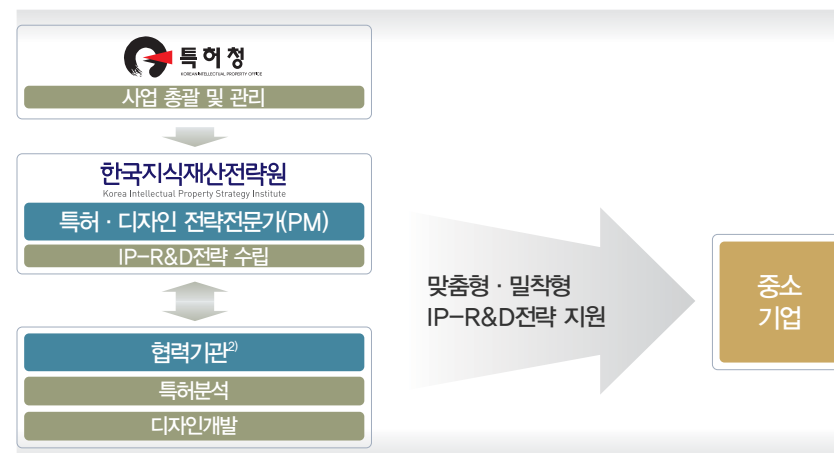 특허청
KOREAN INTELLECTUAL PROPERTY OFFICE
사업 총괄 및 관리
한국지식재산전략원
Korea Intellectual Property Strategy Institute
특허 · 디자인 전략전문가(PM)
IP-R&D전략 수립
협력기관2)
특허분석
디자인개발
맞춤형 · 밀착형
IP-R&D전략 지원
중소
기업